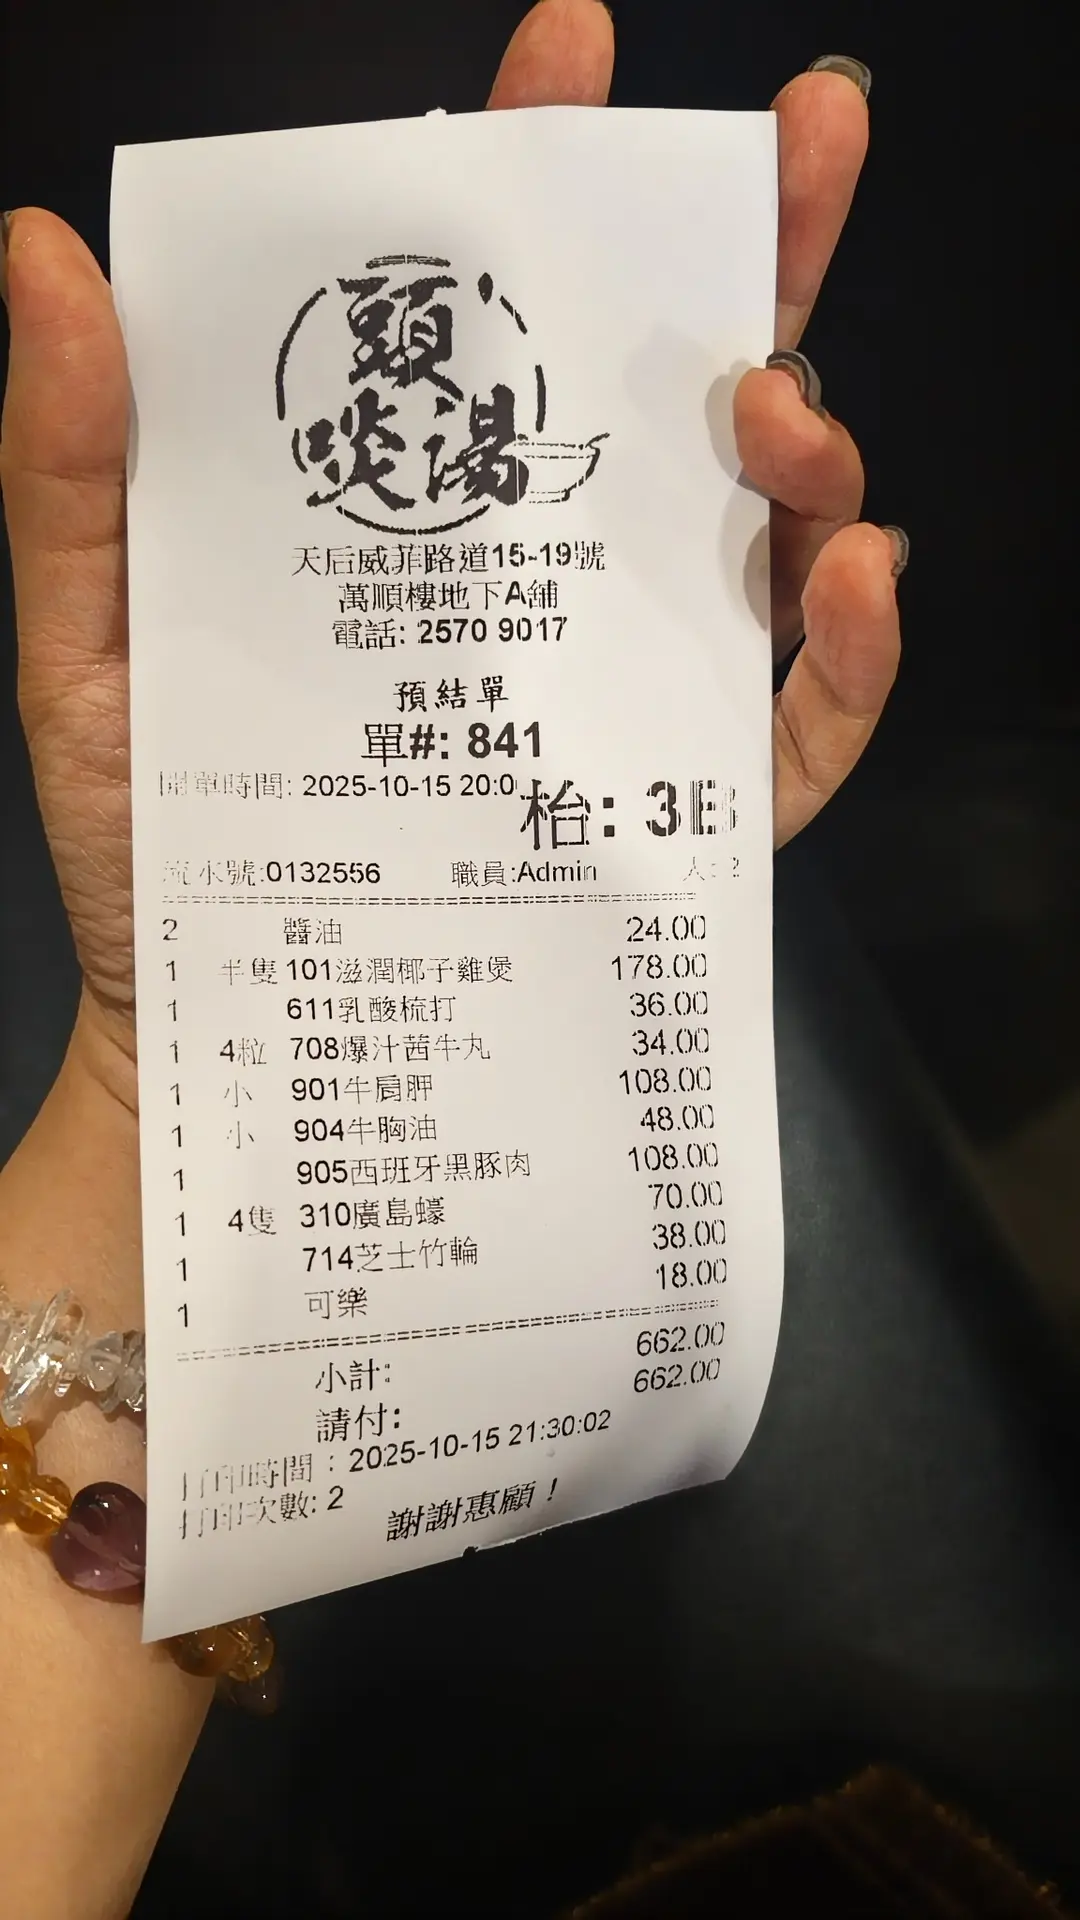 頭
啖湯
天后威菲路道15-19號
萬順樓地下A舖
電話: 2570 9017
預結單
單#: 841
開單時間: 2025-10-15 20:0
枱: 3B
流水號:0132556 職員:Admin 人: 2
2 醬油 24.00
1 半隻 101滋潤椰子雞煲 178.00
1 611乳酸梳打 36.00
1 4粒 708爆汁茜牛丸 34.00
1 小 901牛肩胛 108.00
1 小 904牛胸油 48.00
1 905西班牙黑豚肉 108.00
1 4隻 310廣島蠔 70.00
1 714芝士竹輪 38.00
1 可樂 18.00
小計: 662.00
請付: 662.00
打印時間 : 2025-10-15 21:30:02
打印次數: 2
謝謝惠顧！